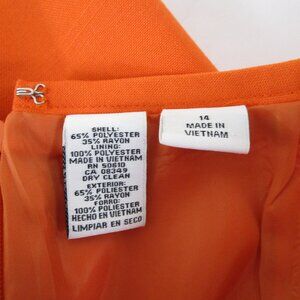 SHELL:
65% POLYESTER
35% RAYON
LINING:
100% POLYESTER
MADE IN VIETNAM
RN 50610
CA 08349
DRY CLEAN
EXTERIOR:
65% POLIESTER
35% RAYON
FORRO:
100% POLIESTER
HECHO EN VIETNAM
LIMPIAR EN SECO
14
MADE IN
VIETNAM